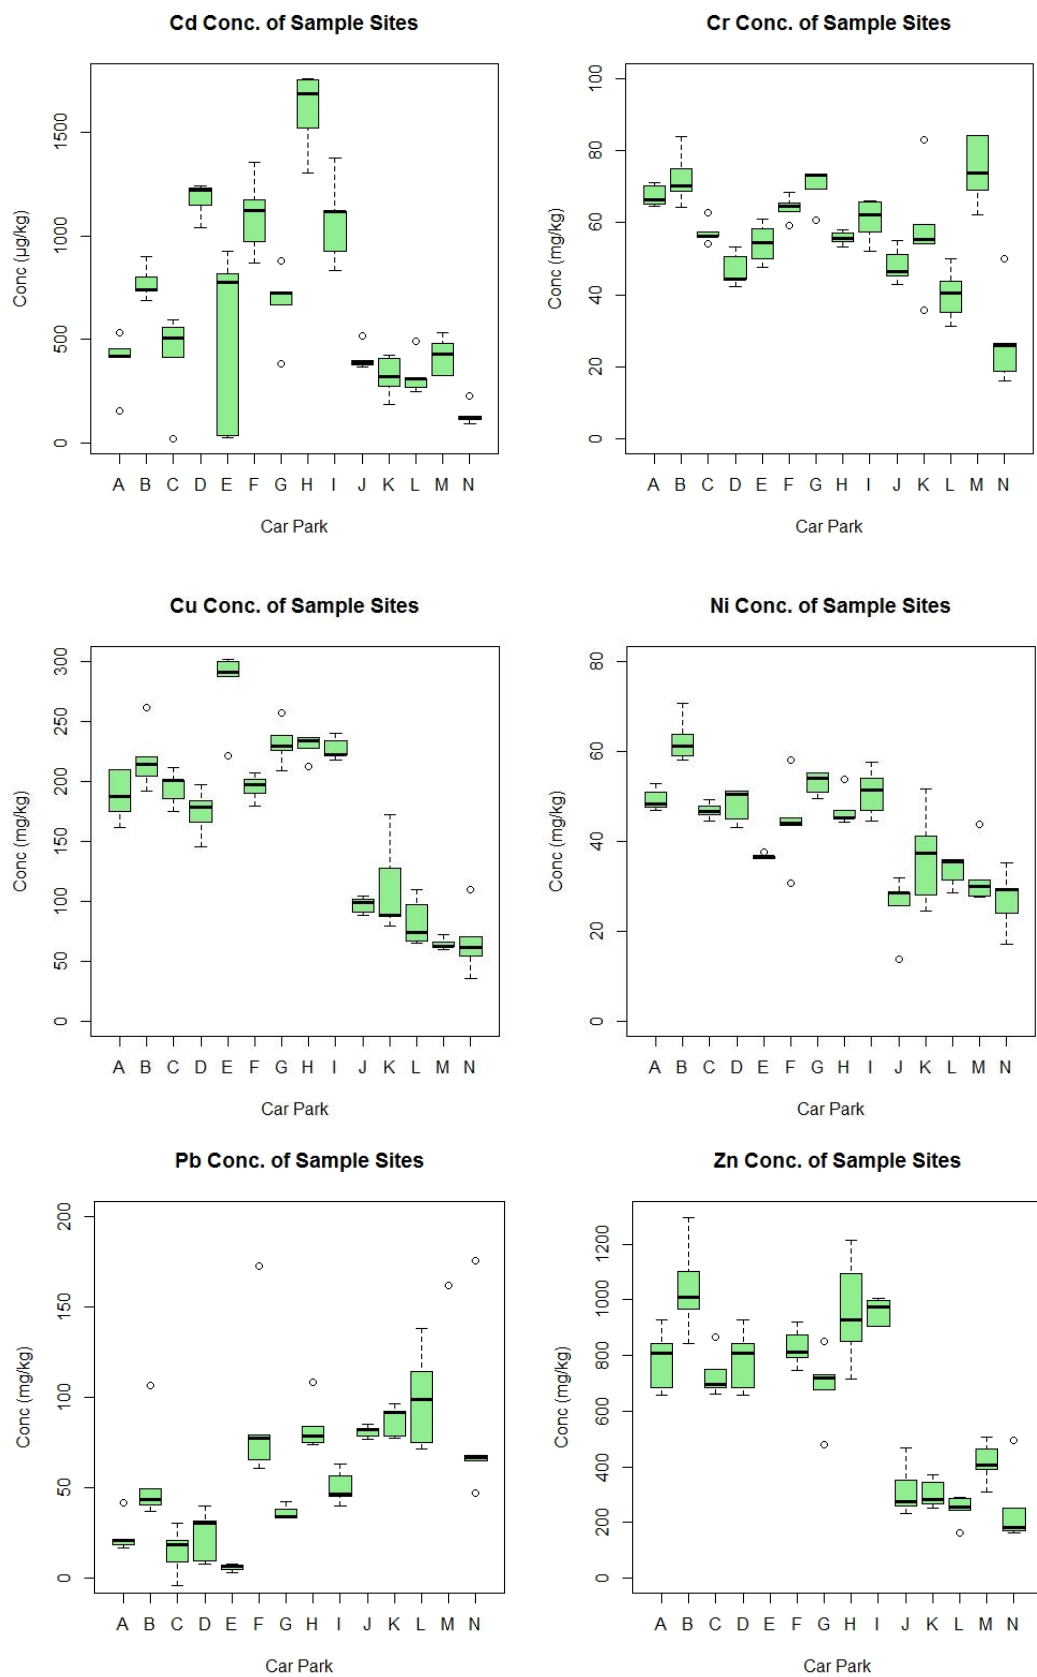 Cd Conc. of Sample Sites
Conc (µg/kg)
1500
1000
500
0
A B C D E F G H I J K L M N
Car Park
Cr Conc. of Sample Sites
Conc (mg/kg)
100
80
60
40
20
0
A B C D E F G H I J K L M N
Car Park
Cu Conc. of Sample Sites
Conc (mg/kg)
300
250
200
150
100
50
0
A B C D E F G H I J K L M N
Car Park
Ni Conc. of Sample Sites
Conc (mg/kg)
80
60
40
20
0
A B C D E F G H I J K L M N
Car Park
Pb Conc. of Sample Sites
Conc (mg/kg)
200
150
100
50
0
A B C D E F G H I J K L M N
Car Park
Zn Conc. of Sample Sites
Conc (mg/kg)
1200
1000
800
600
400
200
0
A B C D E F G H I J K L M N
Car Park